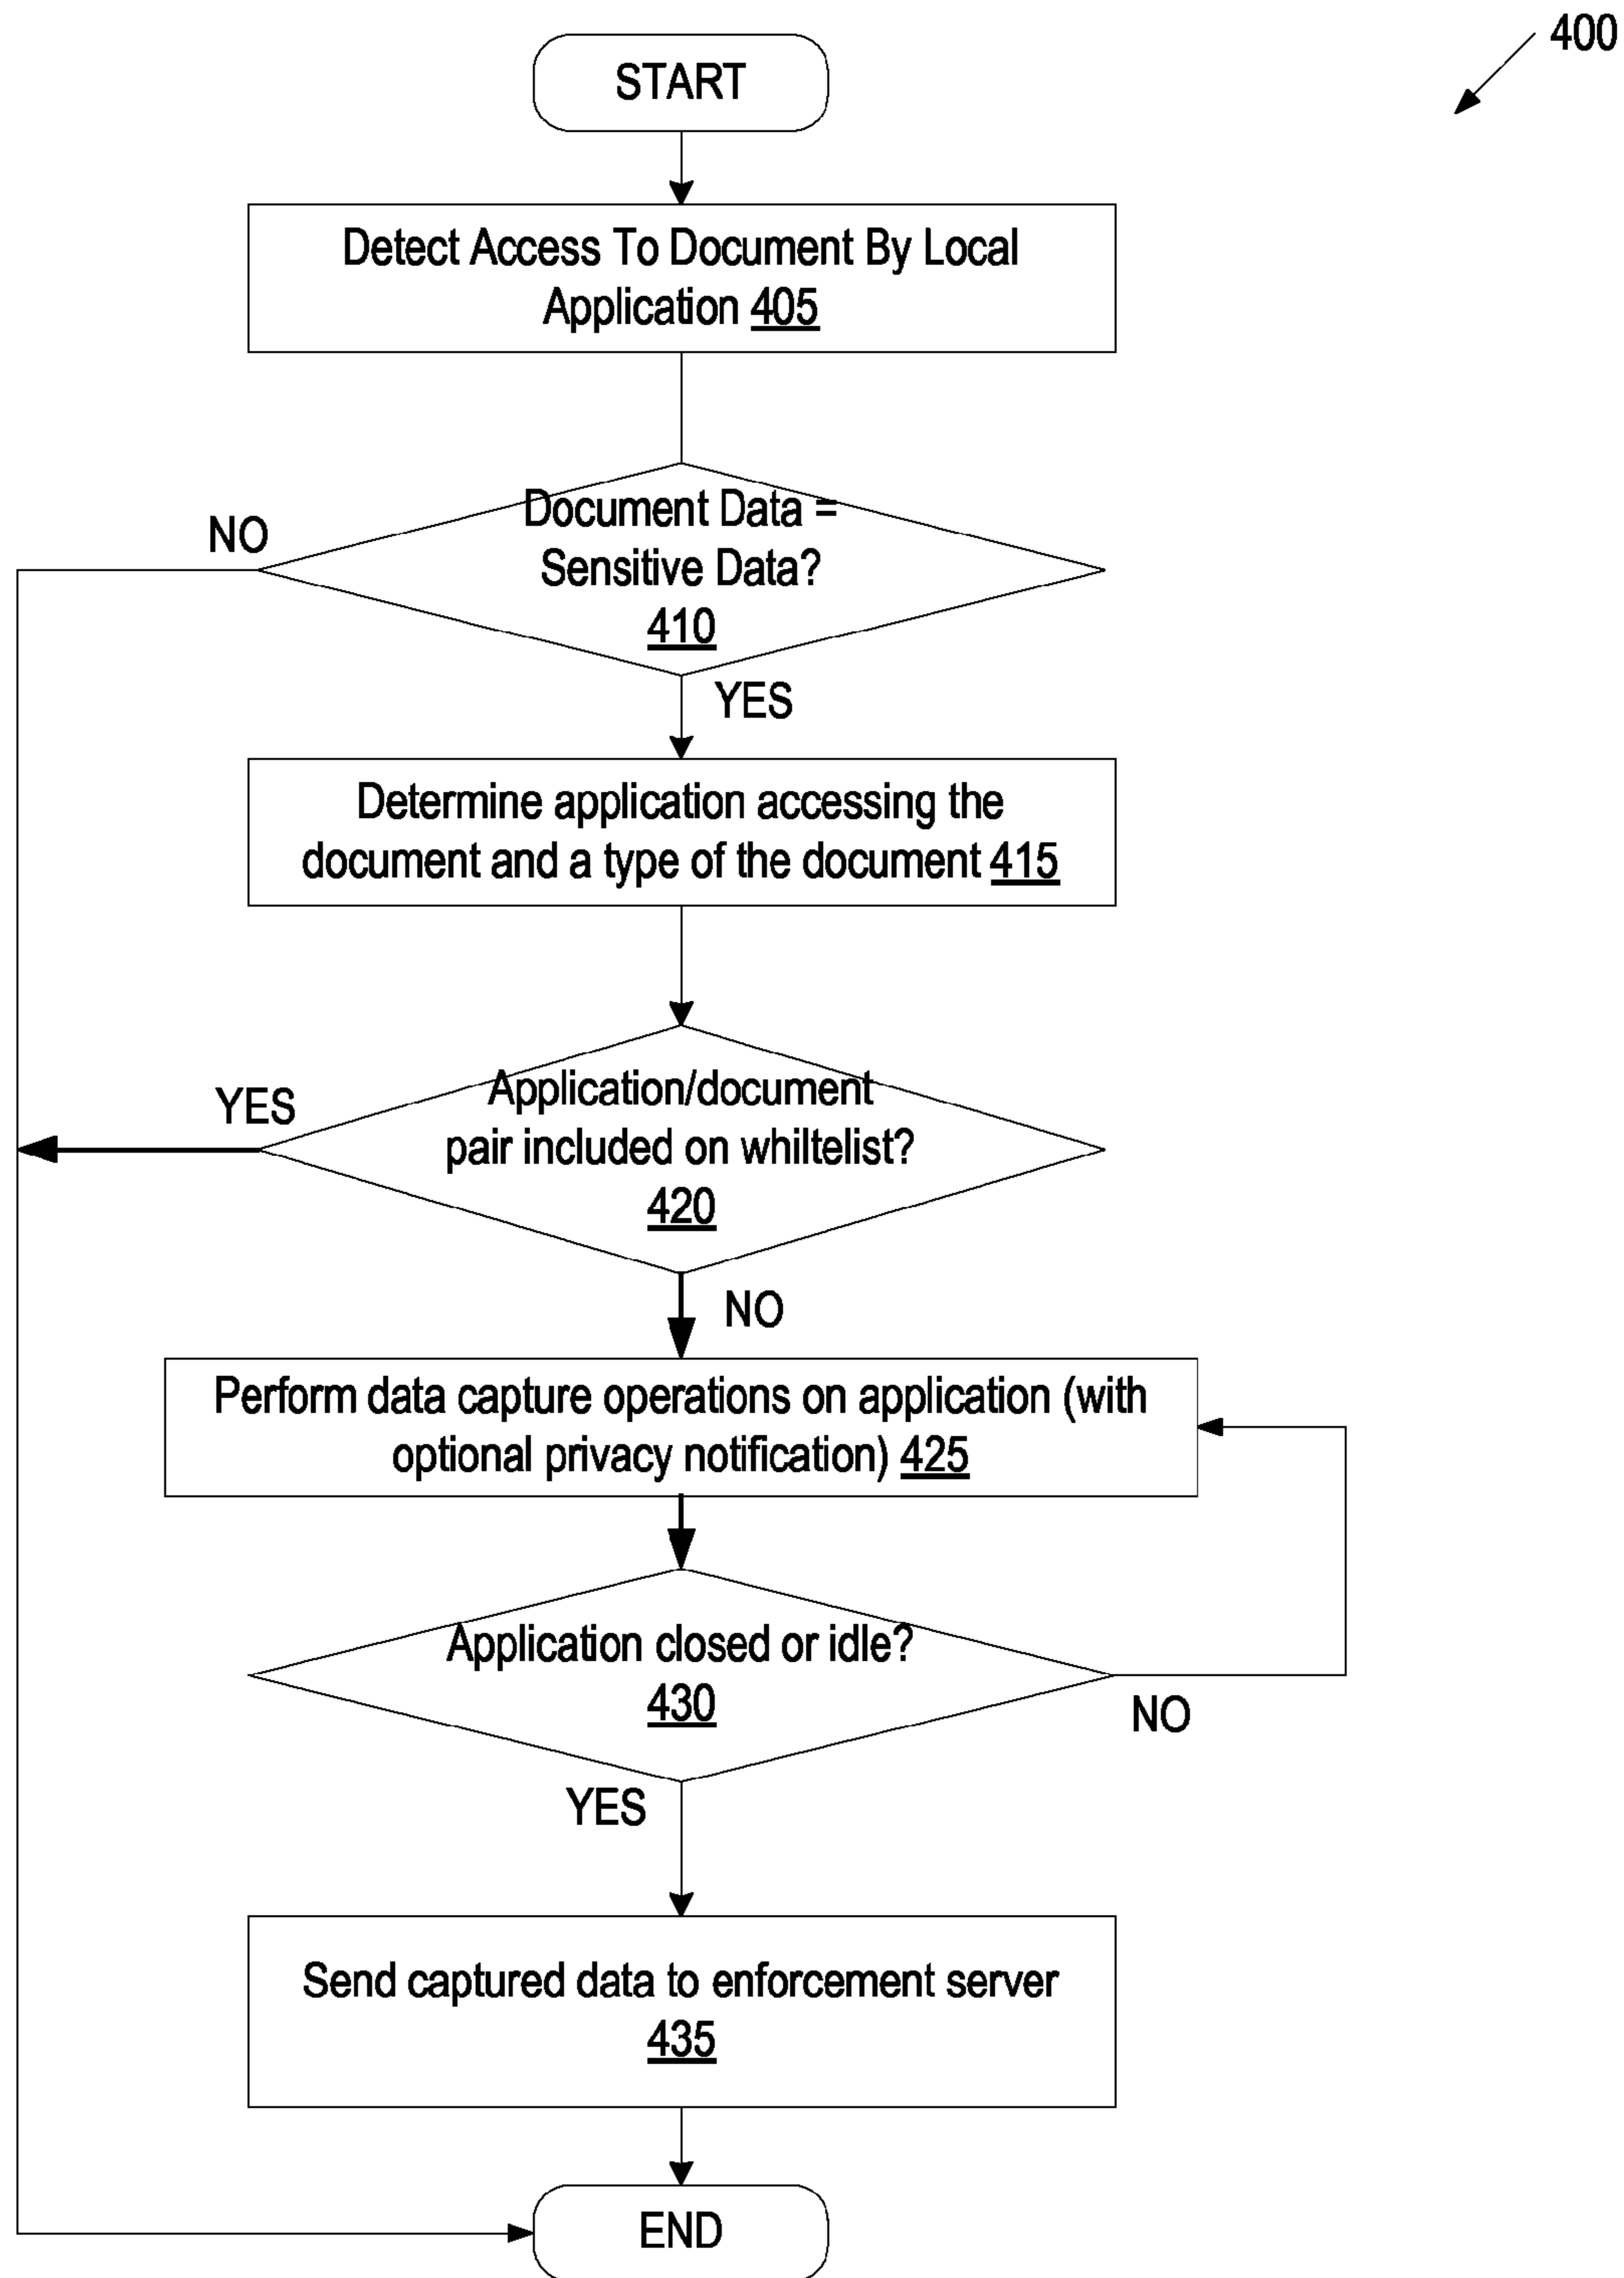 400
START
Detect Access To Document By Local
Application 405
Document Data =
Sensitive Data?
410
NO
YES
Determine application accessing the
document and a type of the document 415
Application/document
pair included on whiltelist?
420
YES
NO
Perform data capture operations on application (with
optional privacy notification) 425
Application closed or idle?
430
NO
YES
Send captured data to enforcement server
435
END